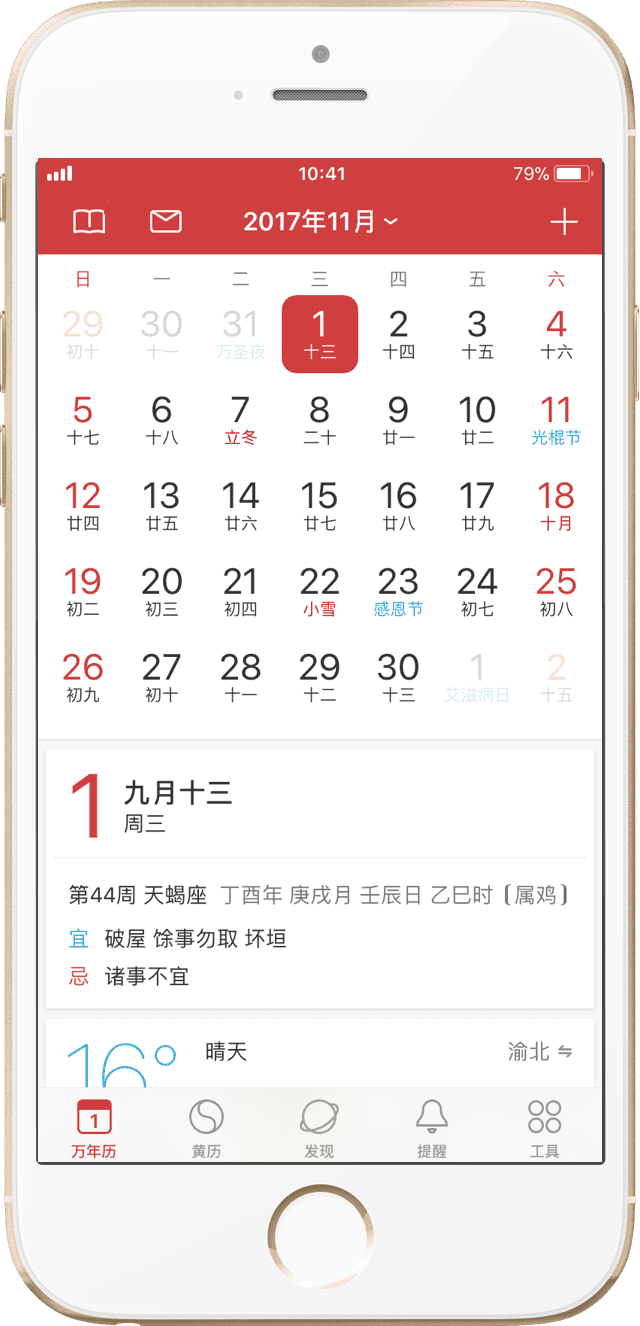 10:41 79%
2017年11月
日 一 二 三 四 五 六
29 30 31 1 2 3 4
初十 十一 万圣夜 十三 十四 十五 十六
5 6 7 8 9 10 11
十七 十八 立冬 二十 廿一 廿二 光棍节
12 13 14 15 16 17 18
廿四 廿五 廿六 廿七 廿八 廿九 十月
19 20 21 22 23 24 25
初二 初三 初四 小雪 感恩节 初七 初八
26 27 28 29 30 1 2
初九 初十 十一 十二 十三 艾滋病日 十五
1 九月十三
周三
第44周 天蝎座 丁酉年 庚戌月 壬辰日 乙巳时 (属鸡)
宜 破屋 馀事勿取 坏垣
忌 诸事不宜
16° 晴天 渝北
1
万年历 黄历 发现 提醒 工具